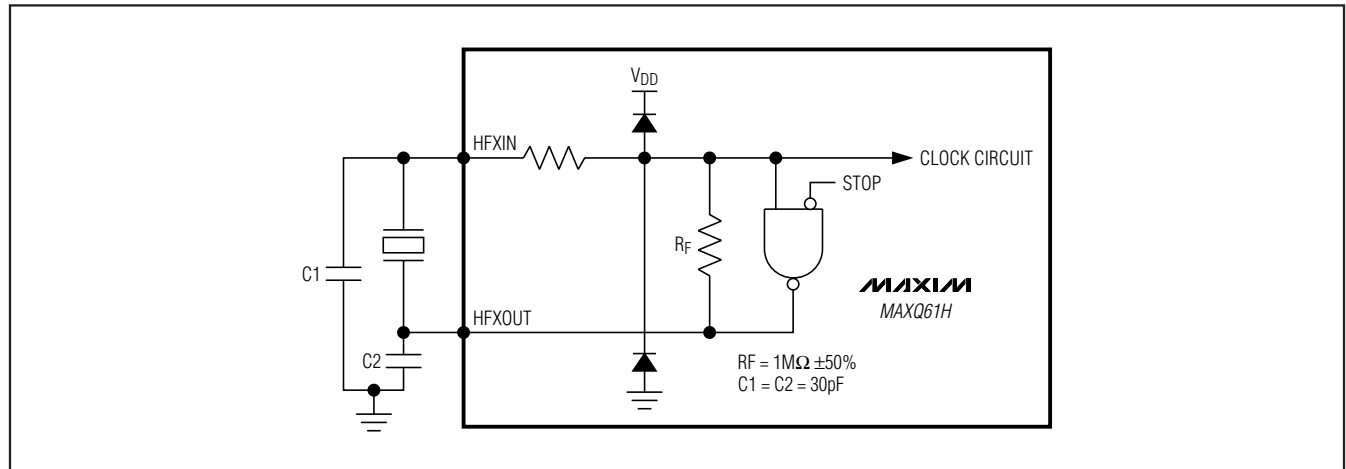 VDD
HFXIN
CLOCK CIRCUIT
STOP
RF
C1
MAXIM
MAXQ61H
HFXOUT
C2
RF = 1MΩ ±50%
C1 = C2 = 30pF